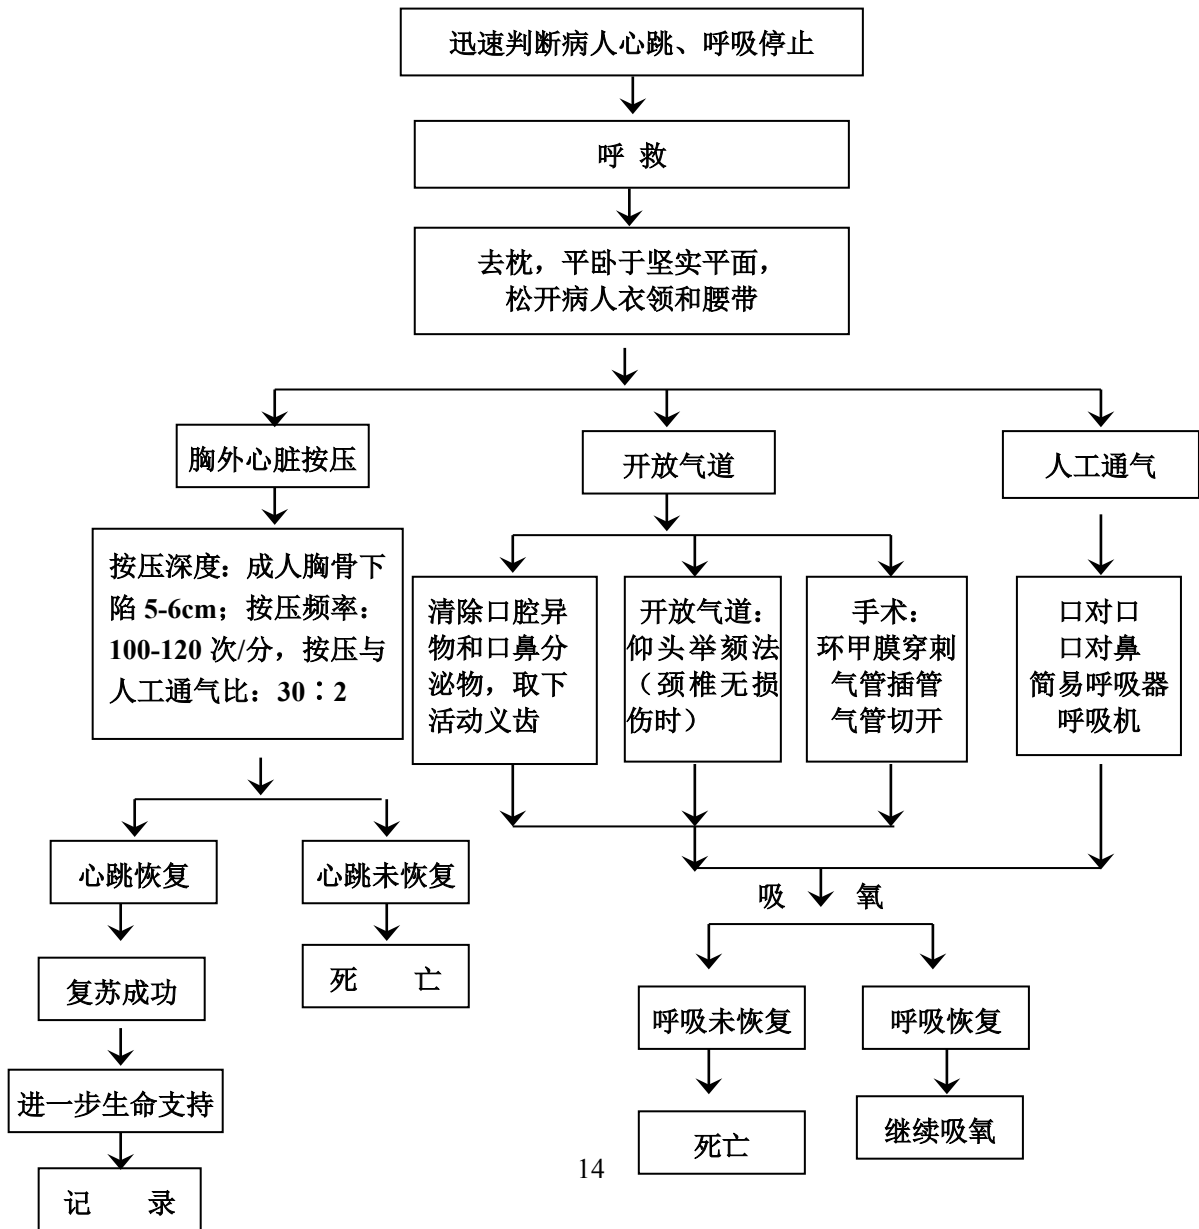 迅速判断病人心跳、呼吸停止
呼 救
去枕，平卧于坚实平面，
松开病人衣领和腰带
胸外心脏按压
开放气道
人工通气
按压深度：成人胸骨下
陷 5-6cm；按压频率：
100-120 次/分，按压与
人工通气比：30∶2
清除口腔异
物和口鼻分
泌物，取下
活动义齿
开放气道：
仰头举颏法
（颈椎无损
伤时）
手术：
环甲膜穿刺
气管插管
气管切开
口对口
口对鼻
简易呼吸器
呼吸机
心跳恢复
心跳未恢复
吸 氧
复苏成功
死 亡
呼吸未恢复
呼吸恢复
进一步生命支持
死亡
继续吸氧
记 录
14